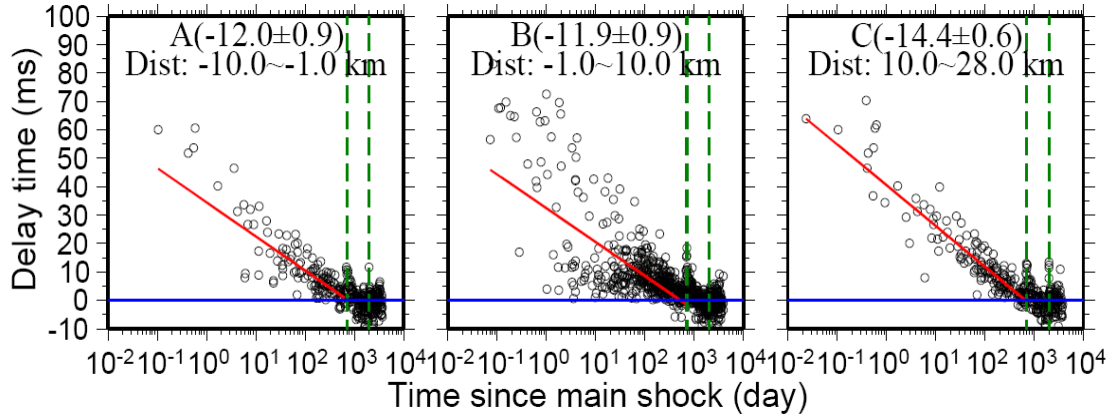 A(-12.0±0.9)
Dist: -10.0~-1.0 km
B(-11.9±0.9)
Dist: -1.0~10.0 km
C(-14.4±0.6)
Dist: 10.0~28.0 km
Delay time (ms)
100
90
80
70
60
50
40
30
20
10
0
-10
10⁻² 10⁻¹ 10⁰ 10¹ 10² 10³ 10⁴
10⁻² 10⁻¹ 10⁰ 10¹ 10² 10³ 10⁴
10⁻² 10⁻¹ 10⁰ 10¹ 10² 10³ 10⁴
Time since main shock (day)